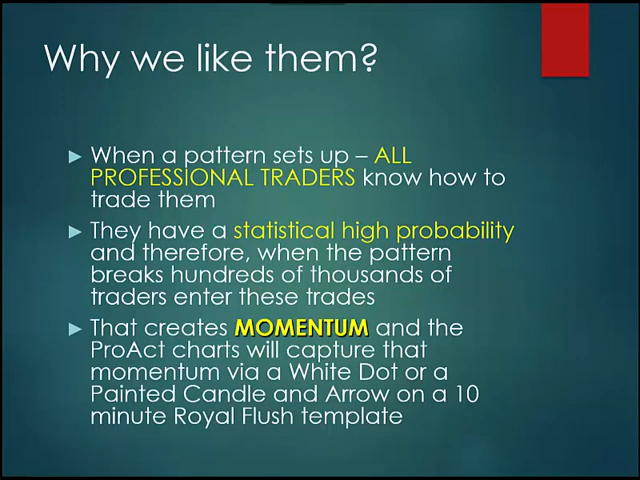 Why we like them?
When a pattern sets up – ALL
PROFESSIONAL TRADERS know how to
trade them
They have a statistical high probability
and therefore, when the pattern
breaks hundreds of thousands of
traders enter these trades
That creates MOMENTUM and the
ProAct charts will capture that
momentum via a White Dot or a
Painted Candle and Arrow on a 10
minute Royal Flush template